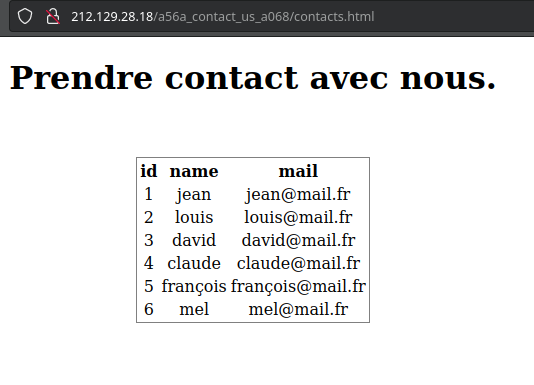 212.129.28.18/a56a_contact_us_a068/contacts.html
Prendre contact avec nous.
id name mail
1 jean jean@mail.fr
2 louis louis@mail.fr
3 david david@mail.fr
4 claude claude@mail.fr
5 françois françois@mail.fr
6 mel mel@mail.fr